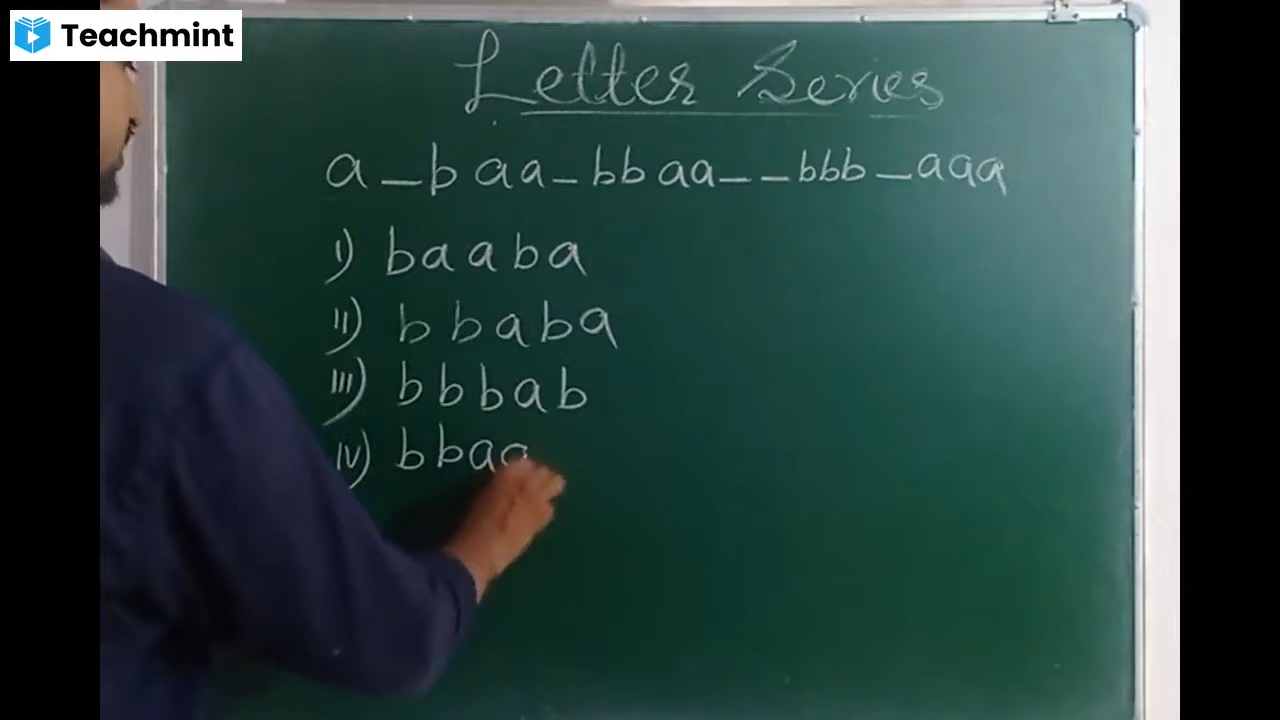 Teachmint
Letter Series
a _ b a a _ b b a a _ _ b b b _ a a a
i) b a a b a
ii) b b a b a
iii) b b b a b
iv) b b a a